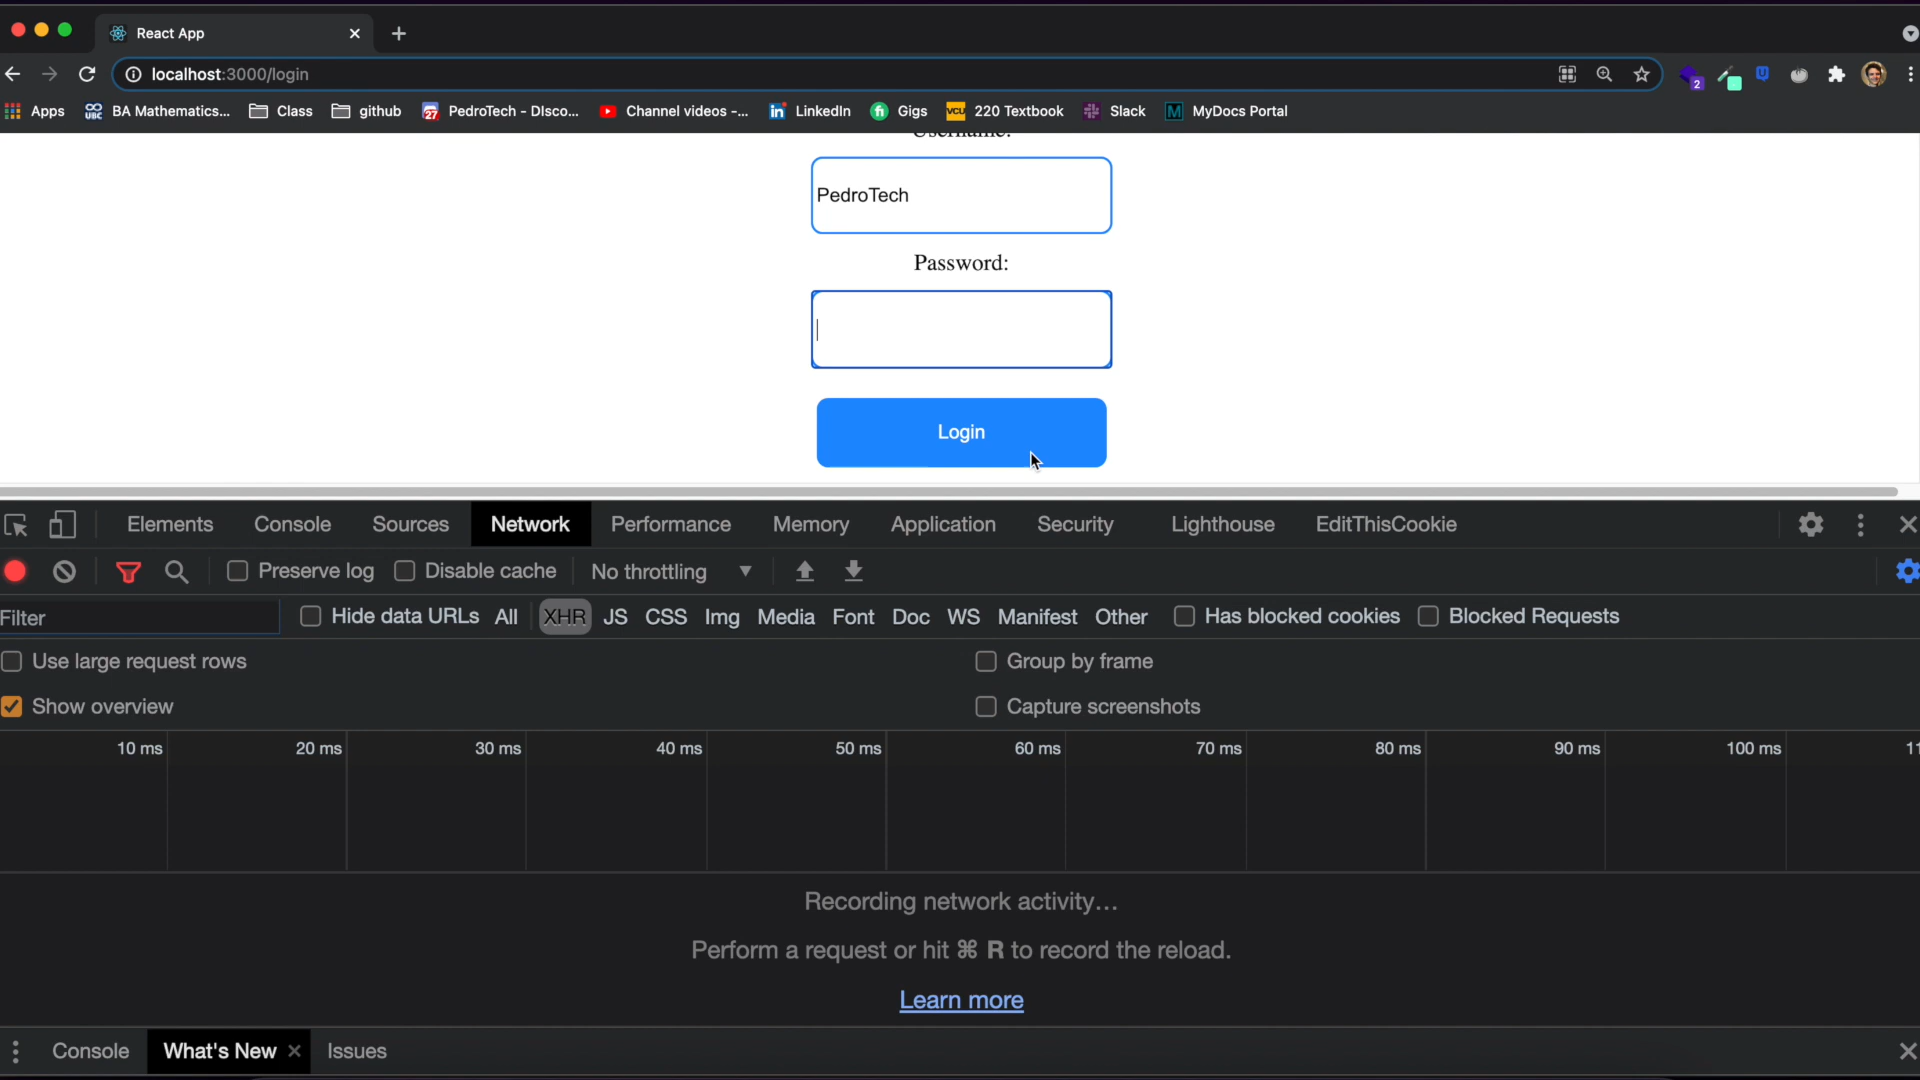 React App
localhost:3000/login
2
Apps
BA Mathematics...
Class
github
27
PedroTech - DIsco...
Channel videos -...
LinkedIn
Gigs
VCU
220 Textbook
Slack
MyDocs Portal
Username:
PedroTech
Password:
Login
Elements Console Sources Network Performance Memory Application Security Lighthouse EditThisCookie
Preserve log Disable cache No throttling
Filter Hide data URLs All XHR JS CSS Img Media Font Doc WS Manifest Other Has blocked cookies Blocked Requests
Use large request rows Group by frame
Show overview Capture screenshots
10 ms 20 ms 30 ms 40 ms 50 ms 60 ms 70 ms 80 ms 90 ms 100 ms 11
Recording network activity…
Perform a request or hit ⌘ R to record the reload.
Learn more
Console What's New Issues